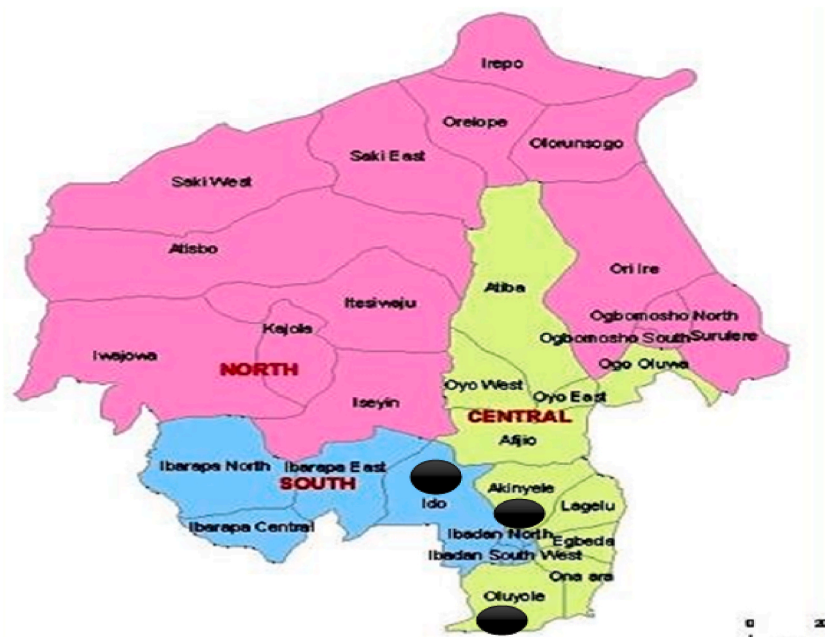 Irepo
Orelope
Olorunsogo
Saki East
Saki West
Atisbo
Ori Ire
Atiba
Itesiwaju
Ogbomosho North
Kajola
Ogbomosho South
Surulere
Iwajowa
Ogo Oluwa
NORTH
Oyo West
Oyo East
Iseyin
CENTRAL
Afijio
Ibarapa North
Ibarapa East
SOUTH
Akinyele
Ido
Lagelu
Ibarapa Central
Ibadan North
Egbeda
Ibadan South West
Ona ara
Oluyole
0
20